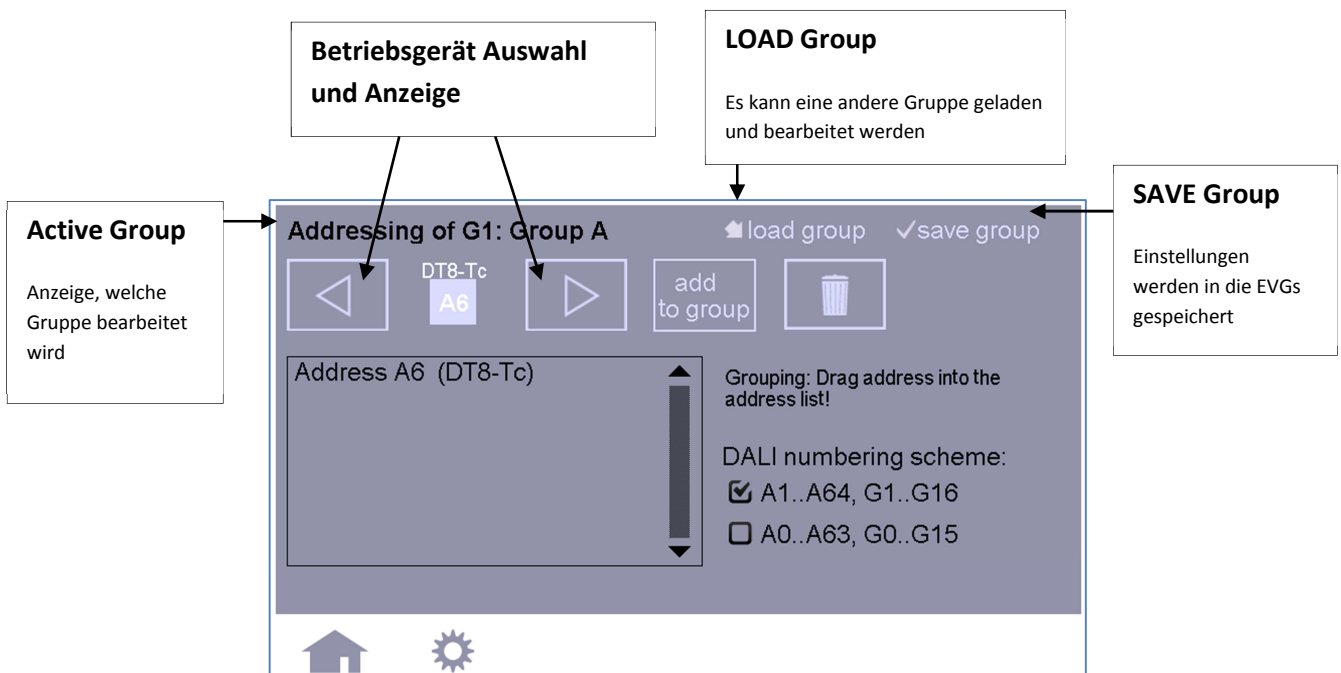 Betriebsgerät Auswahl
und Anzeige
LOAD Group
Es kann eine andere Gruppe geladen
und bearbeitet werden
SAVE Group
Einstellungen
werden in die EVGs
gespeichert
Active Group
Anzeige, welche
Gruppe bearbeitet
wird
Addressing of G1: Group A
load group
save group
DT8-Tc
A6
add
to group
Address A6 (DT8-Tc)
Grouping: Drag address into the
address list!
DALI numbering scheme:
A1..A64, G1..G16
A0..A63, G0..G15